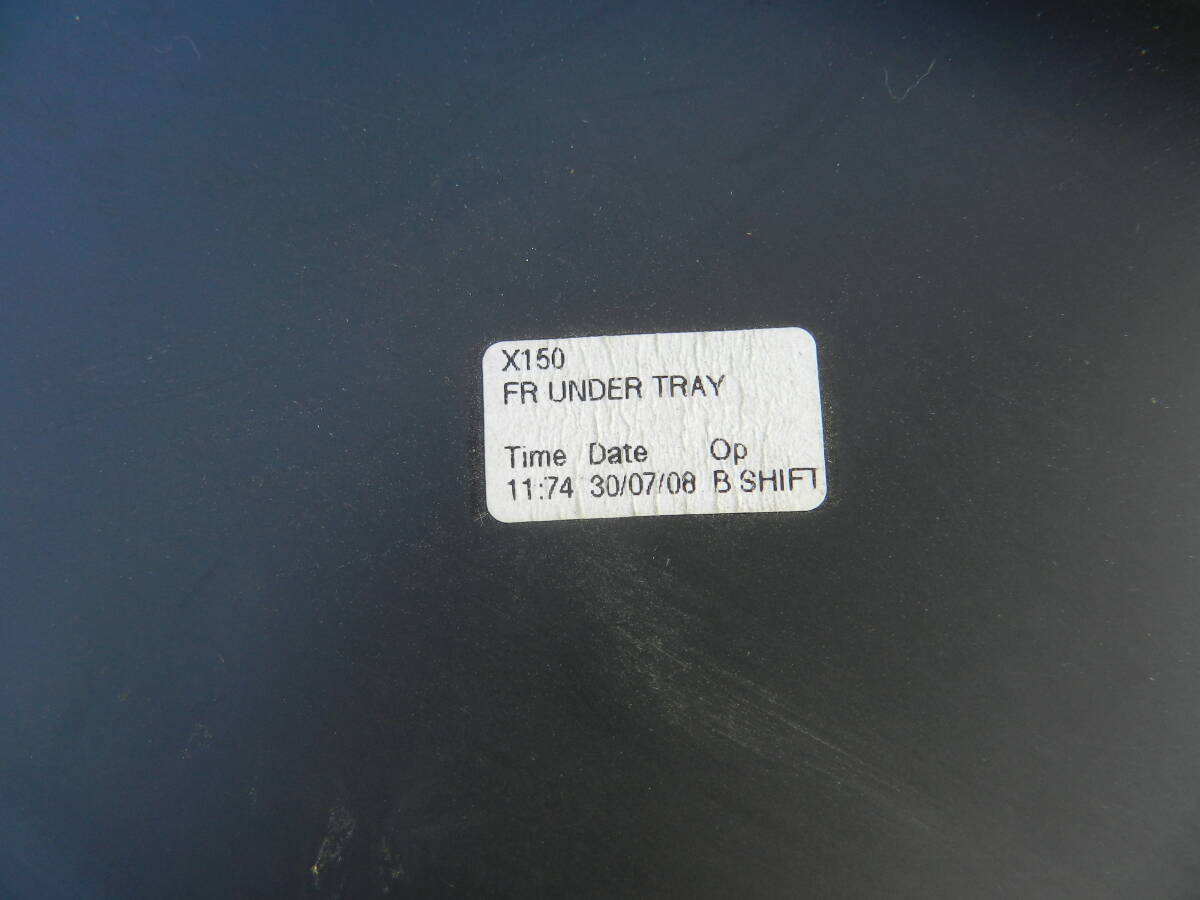 X150
FR UNDER TRAY
Time Date Op
11:74 30/07/08 B SHIFT